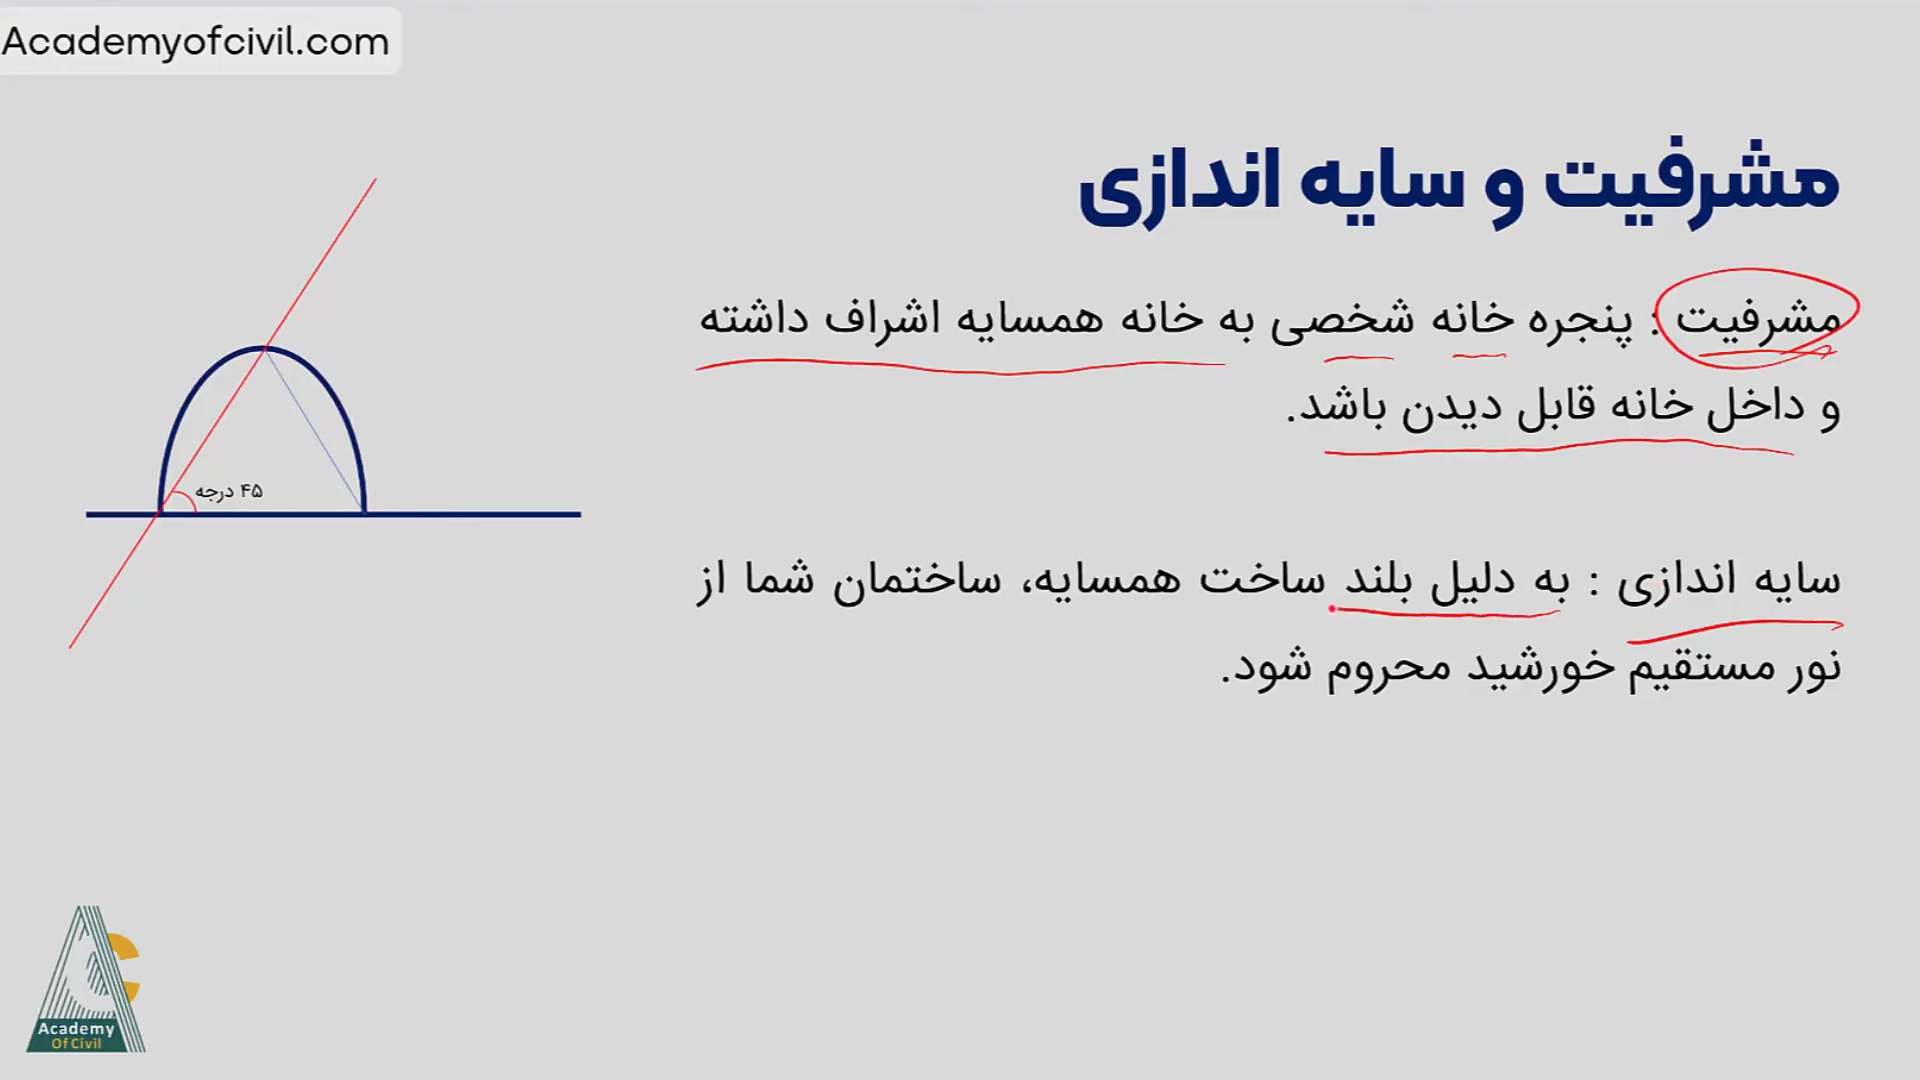 Academyofcivil.com
مشرفیت و سایه اندازی
مشرفیت : پنجره خانه شخصی به خانه همسایه اشراف داشته
و داخل خانه قابل دیدن باشد.
سایه اندازی : به دلیل بلند ساخت همسایه، ساختمان شما از
نور مستقیم خورشید محروم شود.
۴۵ درجه
Academy
Of Civil